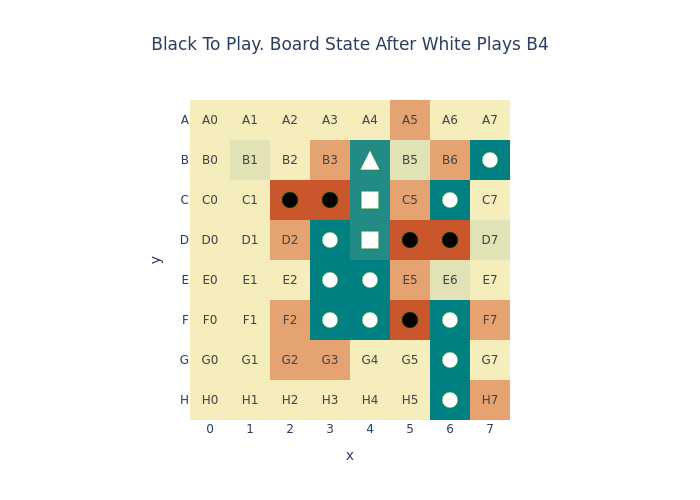 Black To Play. Board State After White Plays B4
A A0 A1 A2 A3 A4 A5 A6 A7
B B0 B1 B2 B3 B5 B6
C C0 C1 C5 C7
D D0 D1 D2 D7
E E0 E1 E2 E5 E6 E7
F F0 F1 F2 F7
G G0 G1 G2 G3 G4 G5 G7
H H0 H1 H2 H3 H4 H5 H7
0 1 2 3 4 5 6 7
x
y